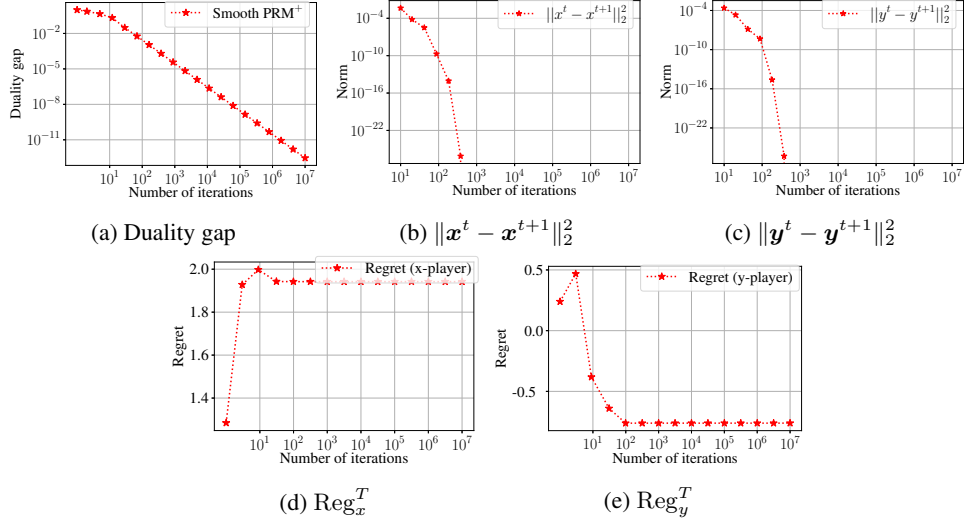 Duality gap
10^{-2}
10^{-5}
10^{-8}
10^{-11}
Smooth PRM^+
10^0 10^1 10^2 10^3 10^4 10^5 10^6 10^7
Number of iterations
(a) Duality gap
Norm
10^{-4}
10^{-10}
10^{-16}
10^{-22}
||x^t − x^{t+1}||_2^2
10^1 10^2 10^3 10^4 10^5 10^6 10^7
Number of iterations
(b) ‖x^t − x^{t+1}‖_2^2
Norm
10^{-4}
10^{-10}
10^{-16}
10^{-22}
||y^t − y^{t+1}||_2^2
10^1 10^2 10^3 10^4 10^5 10^6 10^7
Number of iterations
(c) ‖y^t − y^{t+1}‖_2^2
Regret
2.0
1.8
1.6
1.4
Regret (x-player)
10^1 10^2 10^3 10^4 10^5 10^6 10^7
Number of iterations
(d) Reg_x^T
Regret
0.5
0.0
-0.5
Regret (y-player)
10^1 10^2 10^3 10^4 10^5 10^6 10^7
Number of iterations
(e) Reg_y^T